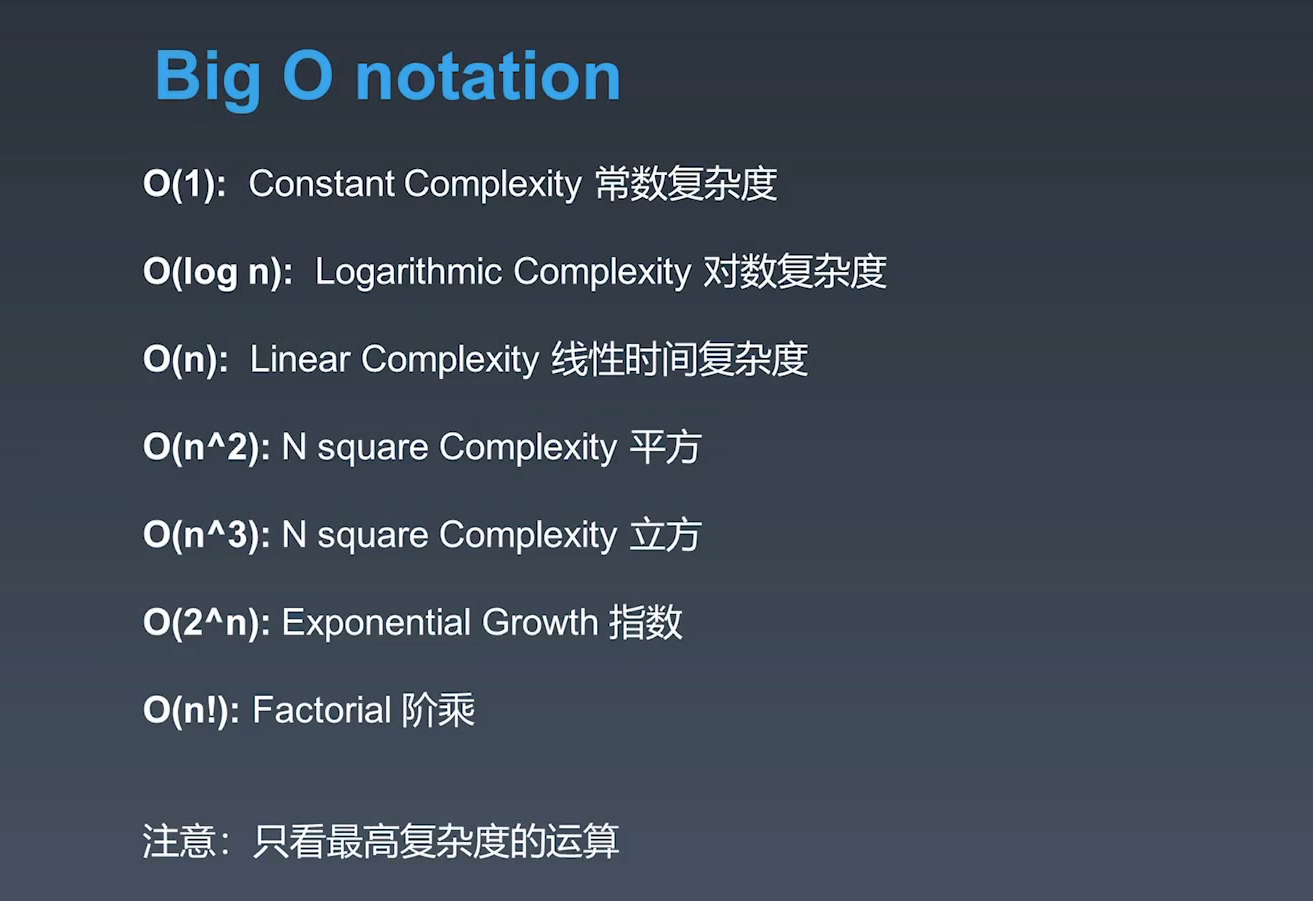 Big O notation
O(1): Constant Complexity 常数复杂度
O(log n): Logarithmic Complexity 对数复杂度
O(n): Linear Complexity 线性时间复杂度
O(n^2): N square Complexity 平方
O(n^3): N square Complexity 立方
O(2^n): Exponential Growth 指数
O(n!): Factorial 阶乘
注意：只看最高复杂度的运算